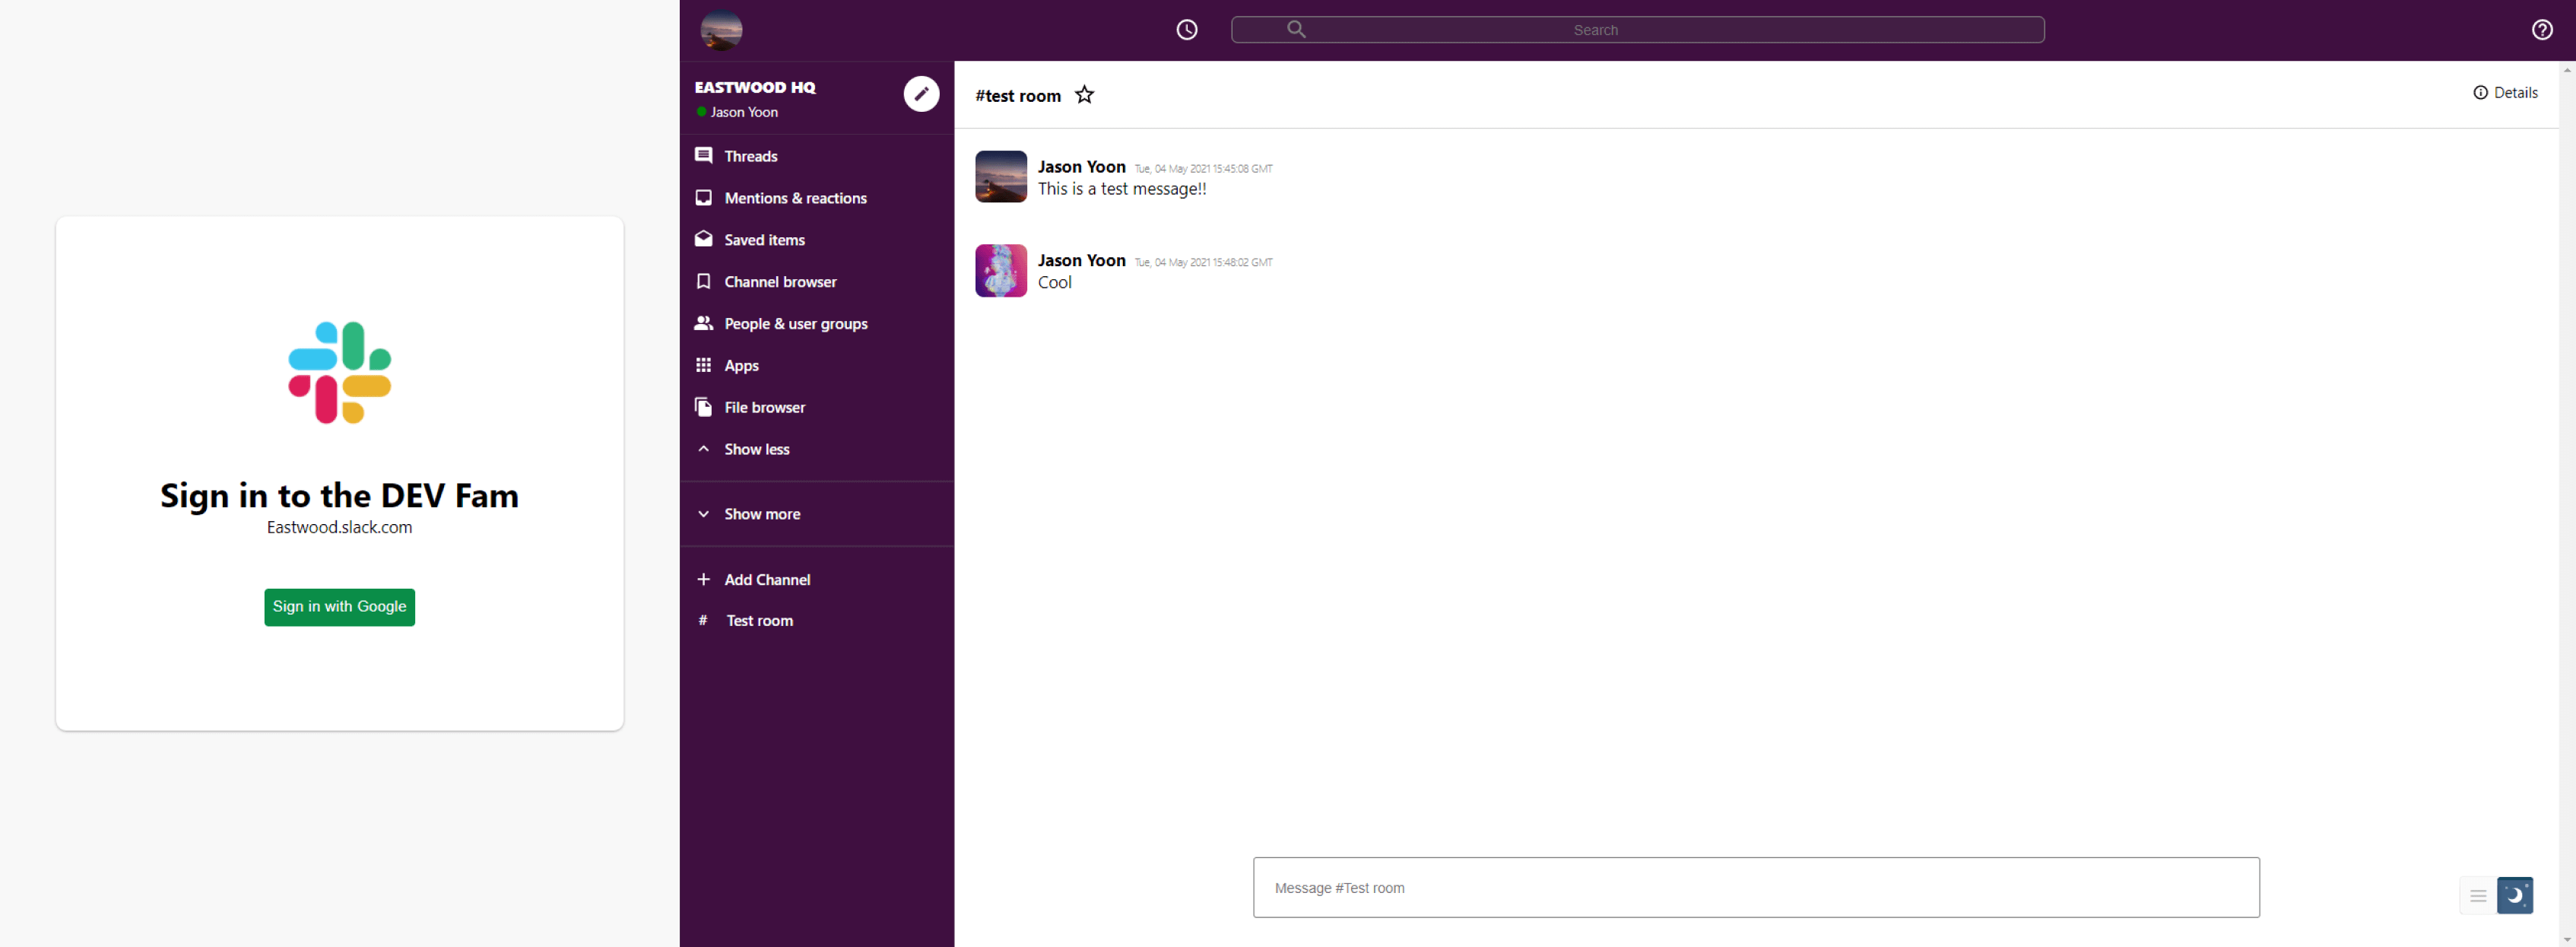 Sign in to the DEV Fam
Eastwood.slack.com
Sign in with Google
Search
EASTWOOD HQ
Jason Yoon
Threads
Mentions & reactions
Saved items
Channel browser
People & user groups
Apps
File browser
Show less
Show more
Add Channel
# Test room
#test room
Details
Jason Yoon Tue, 04 May 2021 15:45:08 GMT
This is a test message!!
Jason Yoon Tue, 04 May 2021 15:48:02 GMT
Cool
Message #Test room